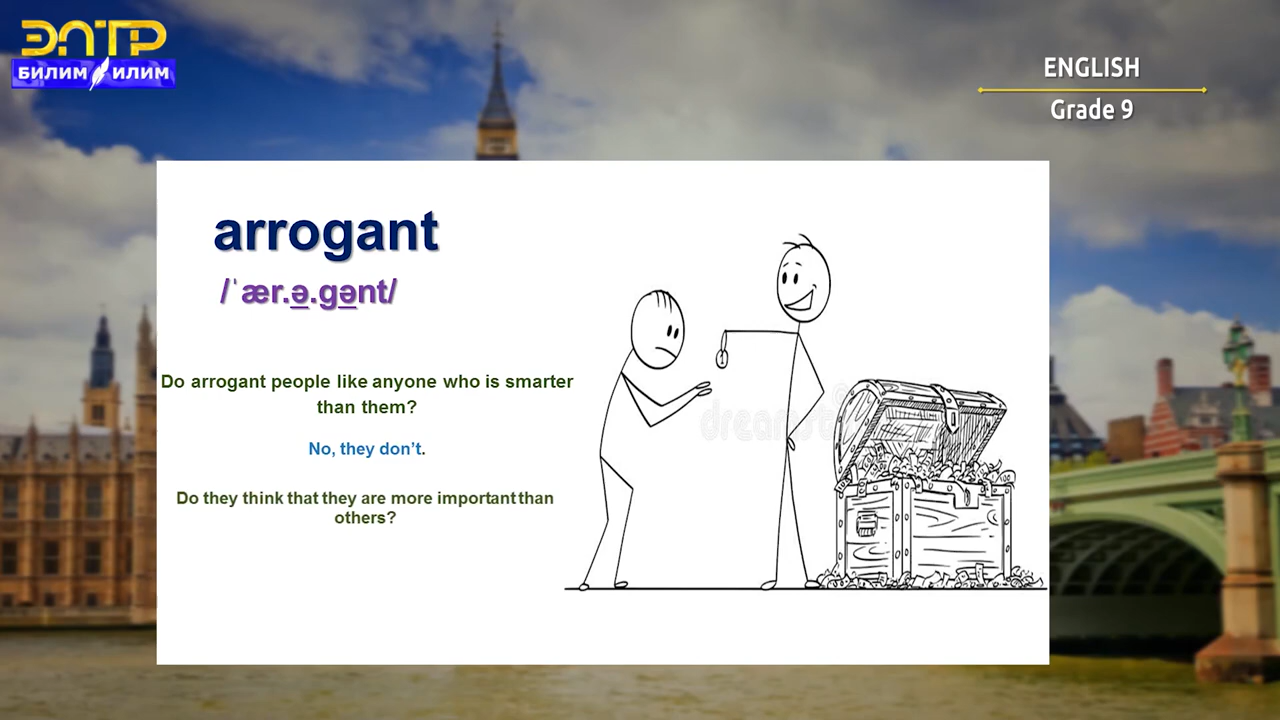 ЭЛТР
БИЛИМ ИЛИМ
ENGLISH
Grade 9
arrogant
/ˈær.ə.gənt/
Do arrogant people like anyone who is smarter
than them?
No, they don’t.
Do they think that they are more important than
others?